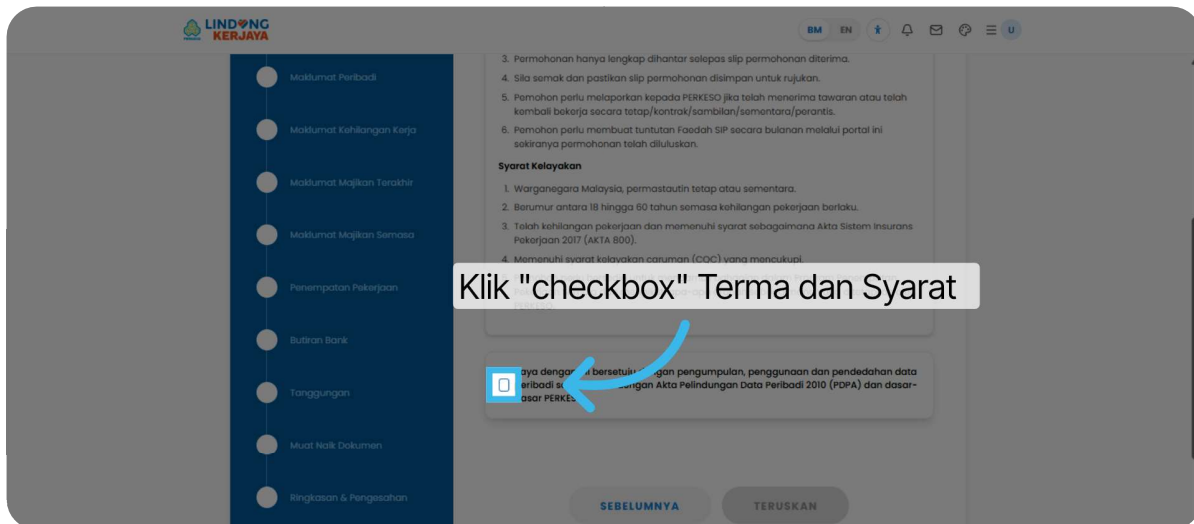 LINDUNG
KERJAYA
BM EN
U
Maklumat Peribadi
Maklumat Kehilangan Kerja
Maklumat Majikan Terakhir
Maklumat Majikan Semasa
Penempatan Pekerjaan
Butiran Bank
Tanggungan
Muat Naik Dokumen
Ringkasan & Pengesahan
3. Permohonan hanya lengkap dihantar selepas slip permohonan diterima.
4. Sila semak dan pastikan slip permohonan disimpan untuk rujukan.
5. Pemohon perlu melaporkan kepada PERKESO jika telah menerima tawaran atau telah
kembali bekerja secara tetap/kontrak/sambilan/sementara/perantis.
6. Pemohon perlu membuat tuntutan Faedah SIP secara bulanan melalui portal ini
sekiranya permohonan telah diluluskan.
Syarat Kelayakan
1. Warganegara Malaysia, permastautin tetap atau sementara.
2. Berumur antara 18 hingga 60 tahun semasa kehilangan pekerjaan berlaku.
3. Telah kehilangan pekerjaan dan memenuhi syarat sebagaimana Akta Sistem Insurans
Pekerjaan 2017 (AKTA 800).
4. Memenuhi syarat kelayakan caruman (CQC) yang mencukupi.
Klik "checkbox" Terma dan Syarat
bersetuju pengumpulan, penggunaan dan pendedahan data
Akta Pelindungan Data Peribadi 2010 (PDPA) dan dasar-
SEBELUMNYA
TERUSKAN